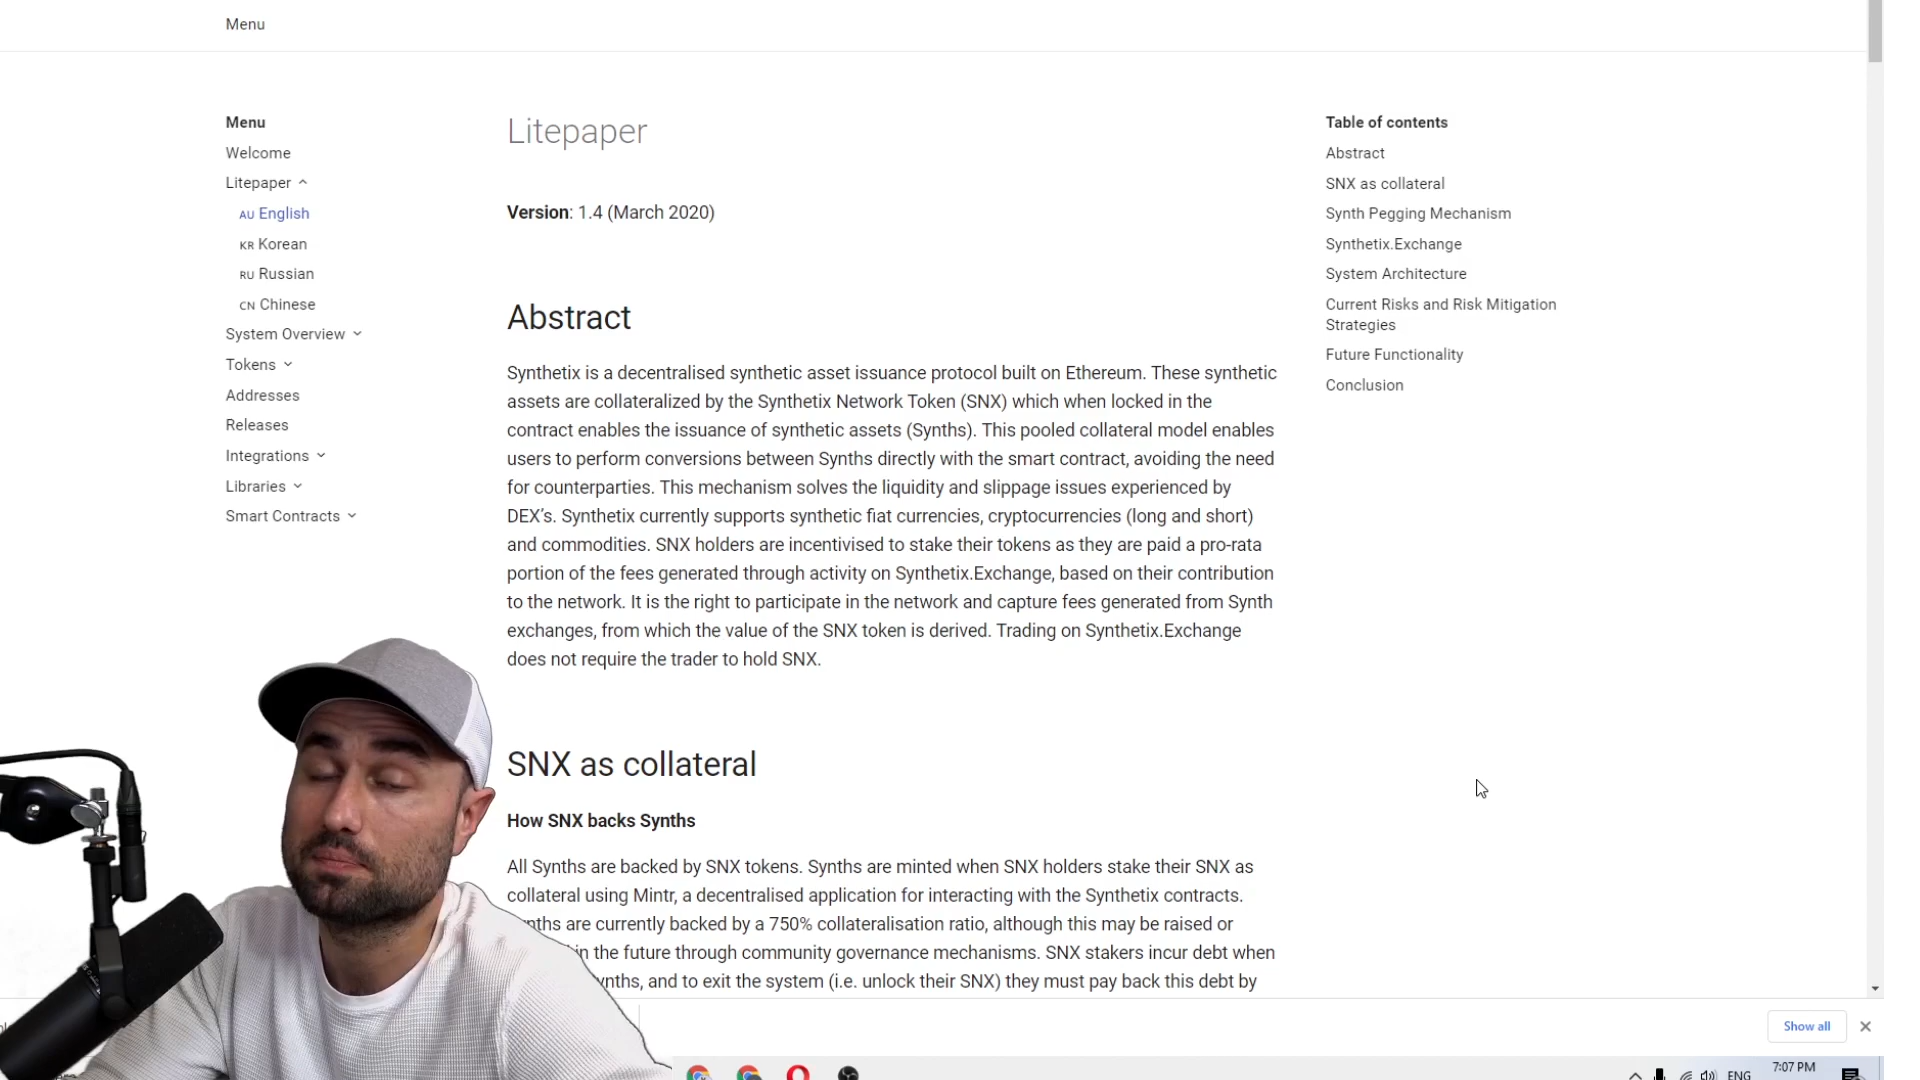 Menu
Menu
Welcome
Litepaper
AU English
KR Korean
RU Russian
CN Chinese
System Overview
Tokens
Addresses
Releases
Integrations
Libraries
Smart Contracts
Litepaper
Version: 1.4 (March 2020)
Abstract
Synthetix is a decentralised synthetic asset issuance protocol built on Ethereum. These synthetic
assets are collateralized by the Synthetix Network Token (SNX) which when locked in the
contract enables the issuance of synthetic assets (Synths). This pooled collateral model enables
users to perform conversions between Synths directly with the smart contract, avoiding the need
for counterparties. This mechanism solves the liquidity and slippage issues experienced by
DEX’s. Synthetix currently supports synthetic fiat currencies, cryptocurrencies (long and short)
and commodities. SNX holders are incentivised to stake their tokens as they are paid a pro-rata
portion of the fees generated through activity on Synthetix.Exchange, based on their contribution
to the network. It is the right to participate in the network and capture fees generated from Synth
exchanges, from which the value of the SNX token is derived. Trading on Synthetix.Exchange
does not require the trader to hold SNX.
SNX as collateral
How SNX backs Synths
All Synths are backed by SNX tokens. Synths are minted when SNX holders stake their SNX as
collateral using Mintr, a decentralised application for interacting with the Synthetix contracts.
are currently backed by a 750% collateralisation ratio, although this may be raised or
in the future through community governance mechanisms. SNX stakers incur debt when
and to exit the system (i.e. unlock their SNX) they must pay back this debt by
Table of contents
Abstract
SNX as collateral
Synth Pegging Mechanism
Synthetix.Exchange
System Architecture
Current Risks and Risk Mitigation
Strategies
Future Functionality
Conclusion
Show all
ENG
7:07 PM